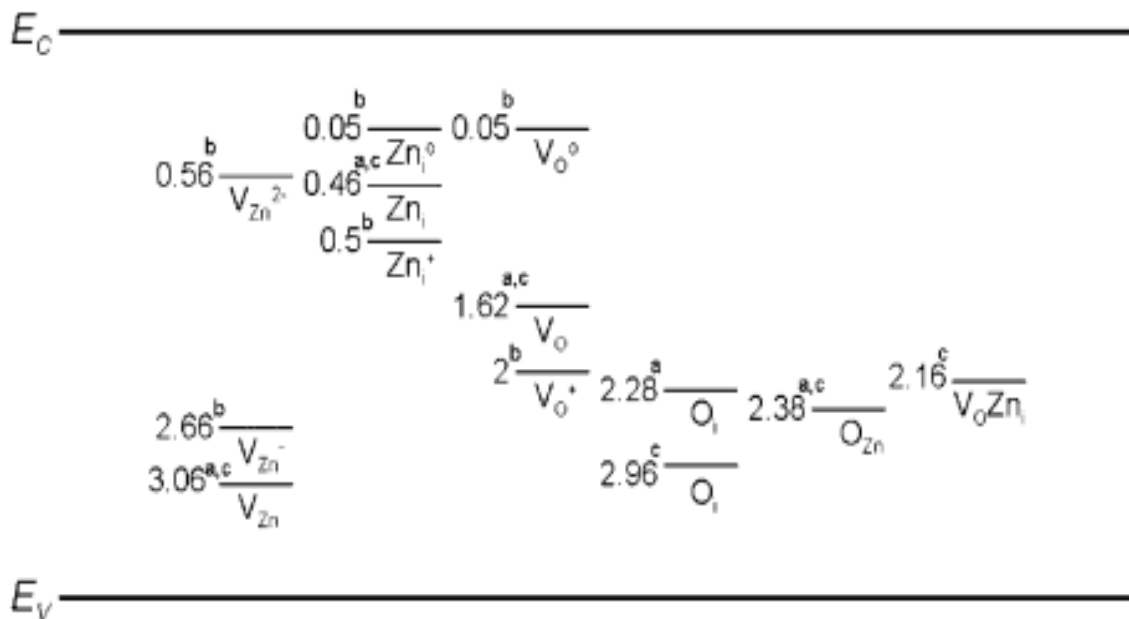 E_C
0.05^b Zn_i^0
0.05^b V_O^0
0.56^b V_Zn^2-
0.46^a,c Zn_i
0.5^b Zn_i^+
1.62^a,c V_O
2^b V_O^+
2.28^a O_i
2.38^a,c O_Zn
2.16^c V_OZn_i
2.66^b V_Zn^-
2.96^c O_i
3.06^a,c V_Zn
E_V